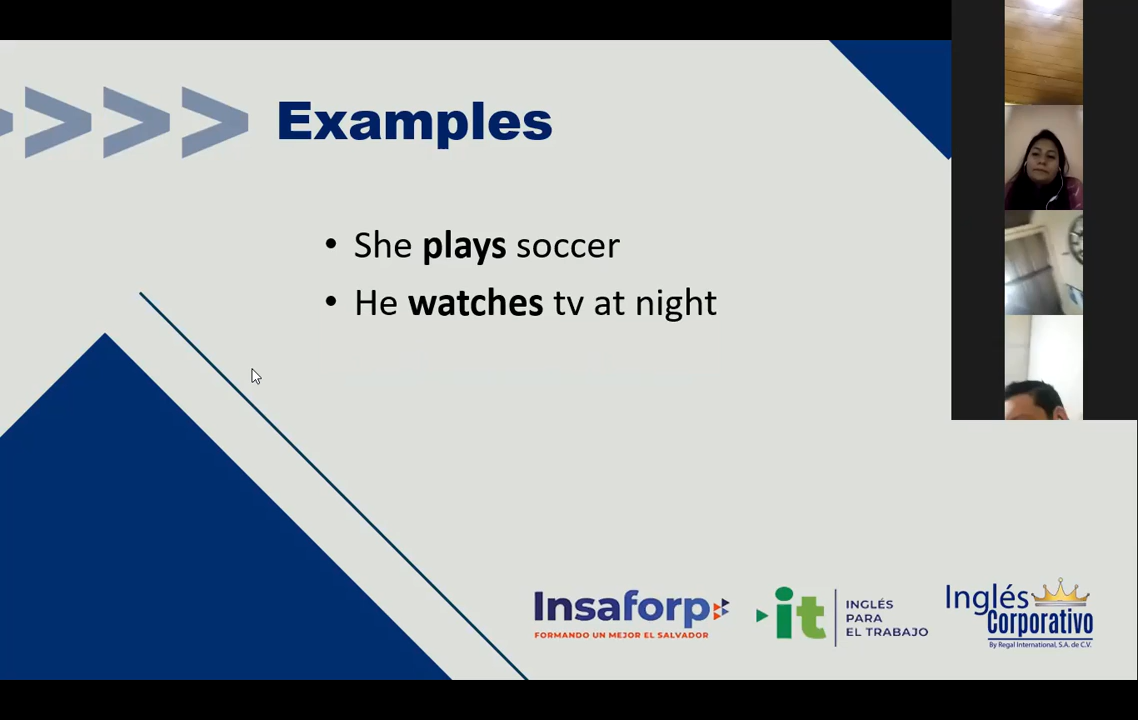 Examples
• She plays soccer
• He watches tv at night
Insaforp
FORMANDO UN MEJOR EL SALVADOR
it
INGLÉS
PARA
EL TRABAJO
Inglés
Corporativo
By Regal International, S.A. de C.V.